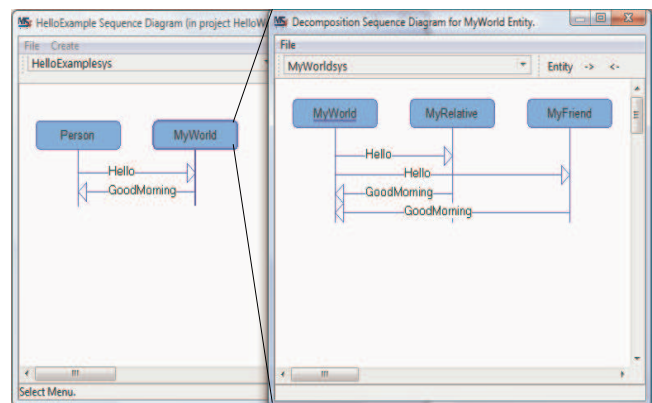 HelloExample Sequence Diagram (in project HelloW
File Create
HelloExamplesys
Person
MyWorld
Hello
GoodMorning
Select Menu.
Decomposition Sequence Diagram for MyWorld Entity.
File
MyWorldsys
Entity -> <-
MyWorld
MyRelative
MyFriend
Hello
Hello
GoodMorning
GoodMorning